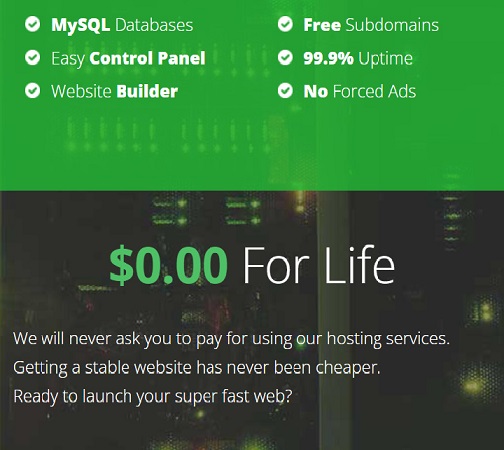 MySQL Databases
Free Subdomains
Easy Control Panel
99.9% Uptime
Website Builder
No Forced Ads
$0.00 For Life
We will never ask you to pay for using our hosting services.
Getting a stable website has never been cheaper.
Ready to launch your super fast web?